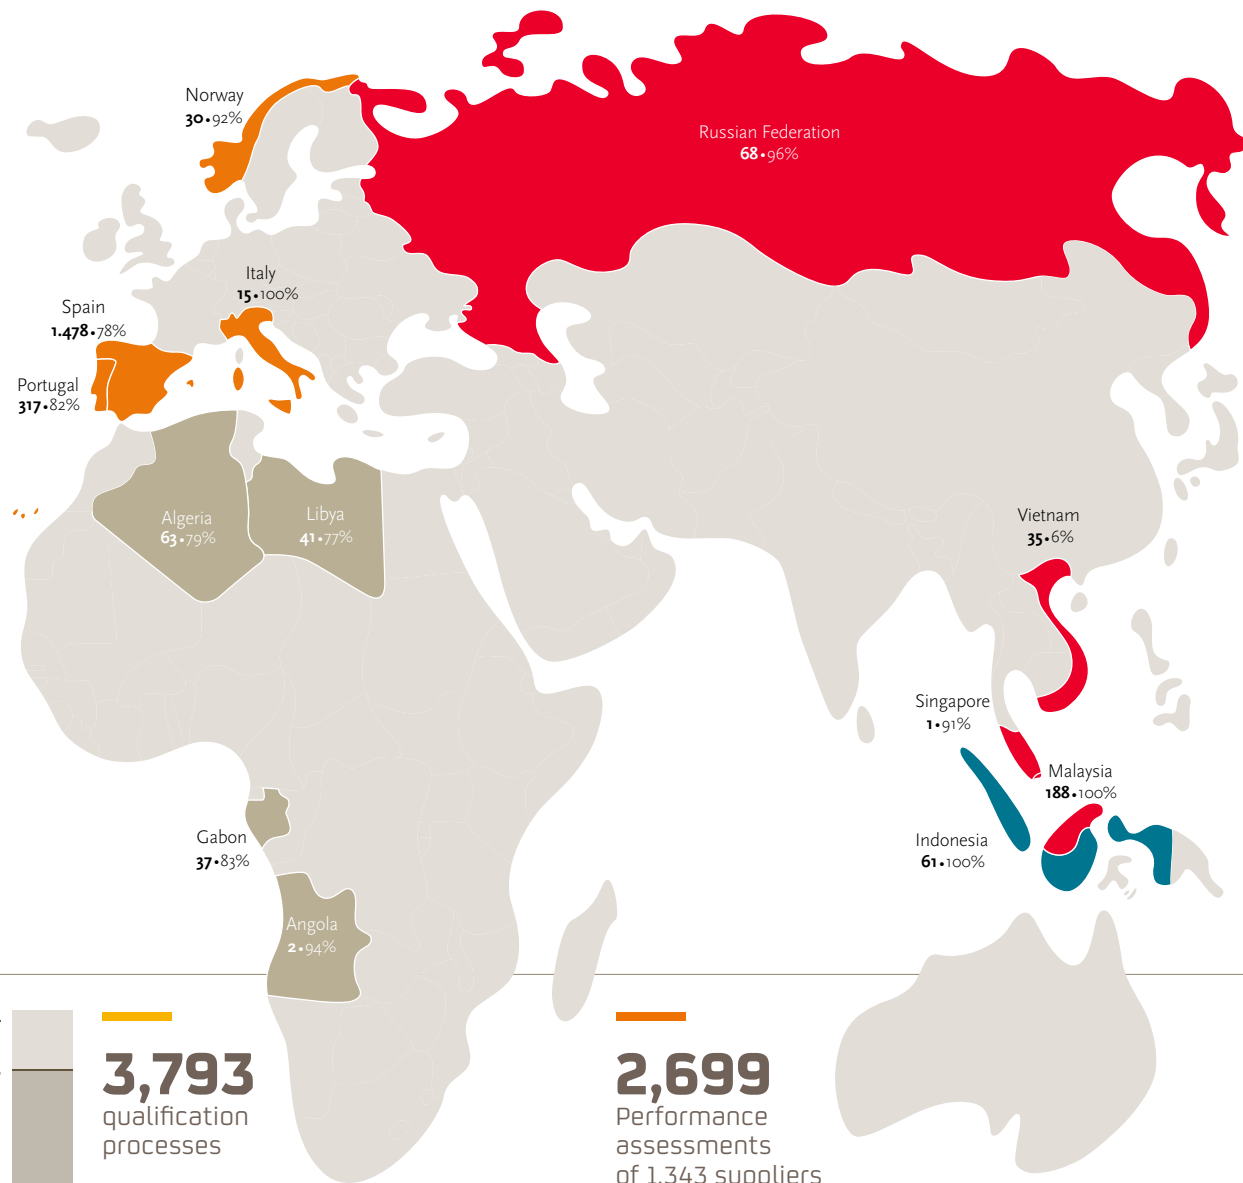 Norway
30•92%
Russian Federation
68•96%
Italy
15•100%
Spain
1.478•78%
Portugal
317•82%
Algeria
63•79%
Libya
41•77%
Vietnam
35•6%
Singapore
1•91%
Malaysia
188•100%
Indonesia
61•100%
Gabon
37•83%
Angola
2•94%
3,793
qualification
processes
2,699
Performance
assessments
of 1.343 suppliers